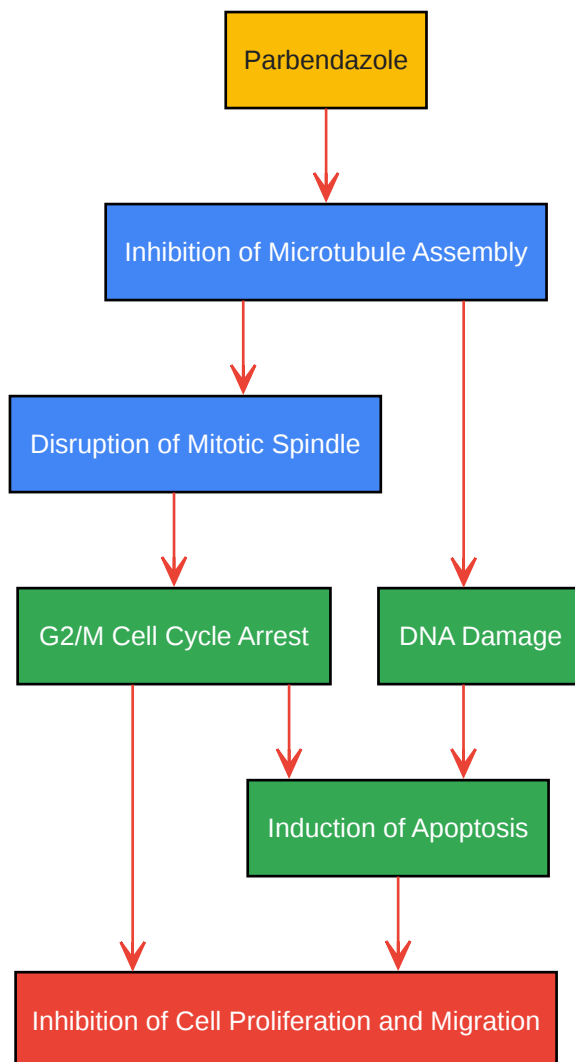 Parbendazole
Inhibition of Microtubule Assembly
Disruption of Mitotic Spindle
G2/M Cell Cycle Arrest
DNA Damage
Induction of Apoptosis
Inhibition of Cell Proliferation and Migration